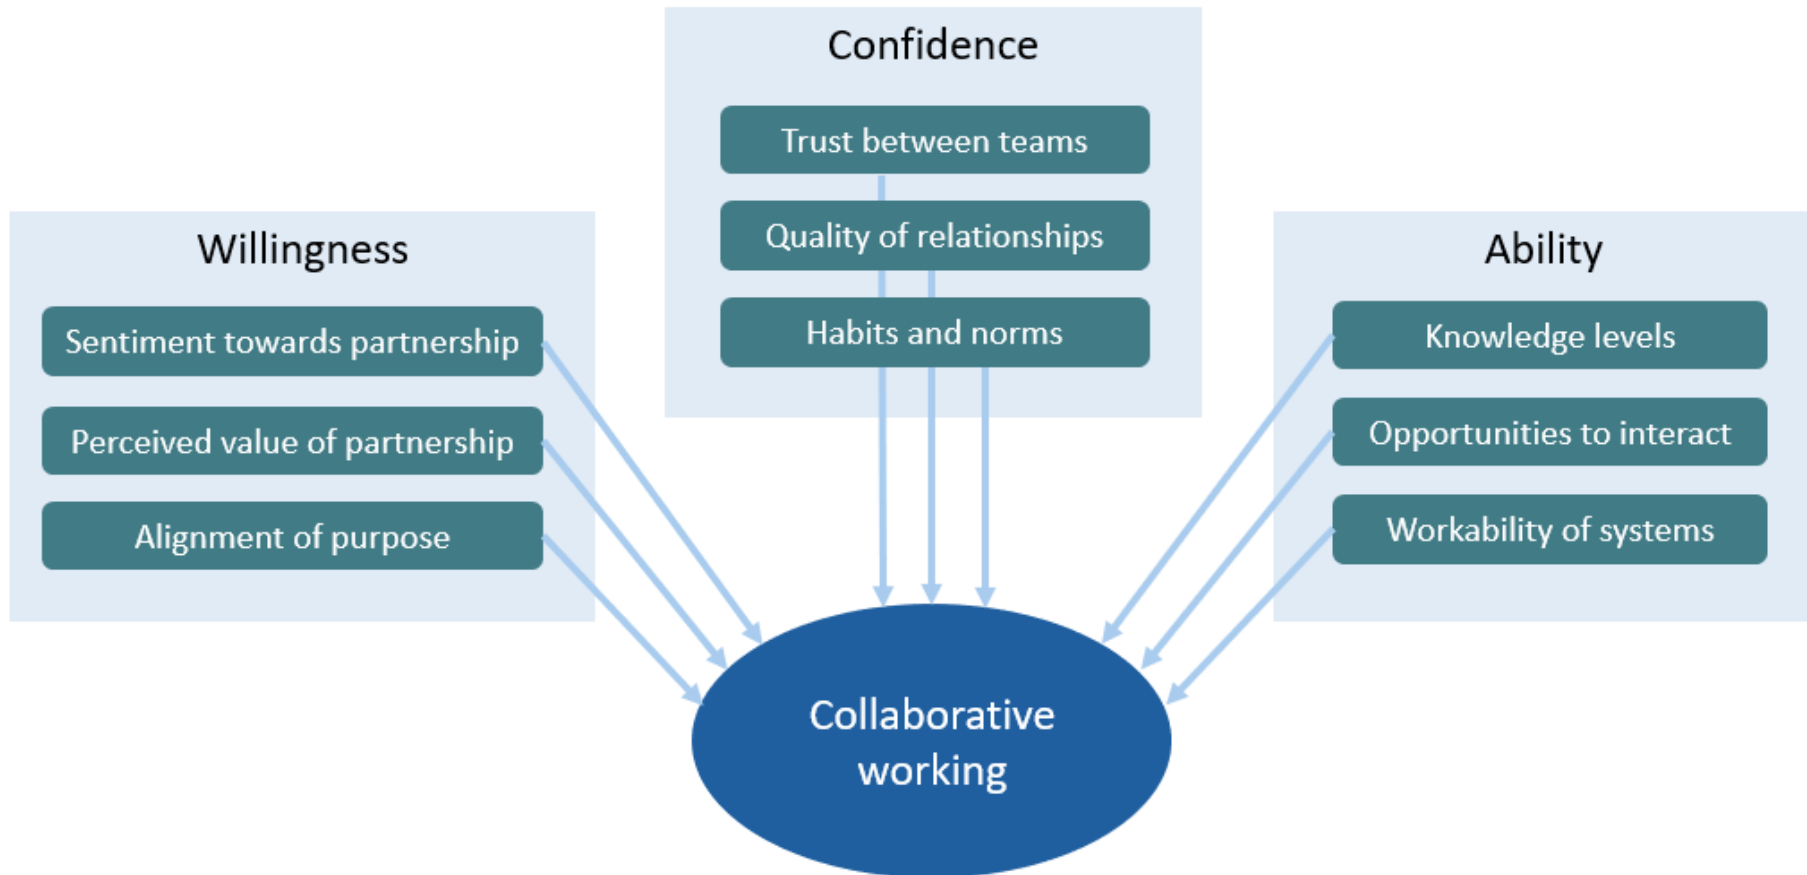 Confidence
Trust between teams
Quality of relationships
Habits and norms
Willingness
Sentiment towards partnership
Perceived value of partnership
Alignment of purpose
Ability
Knowledge levels
Opportunities to interact
Workability of systems
Collaborative
working